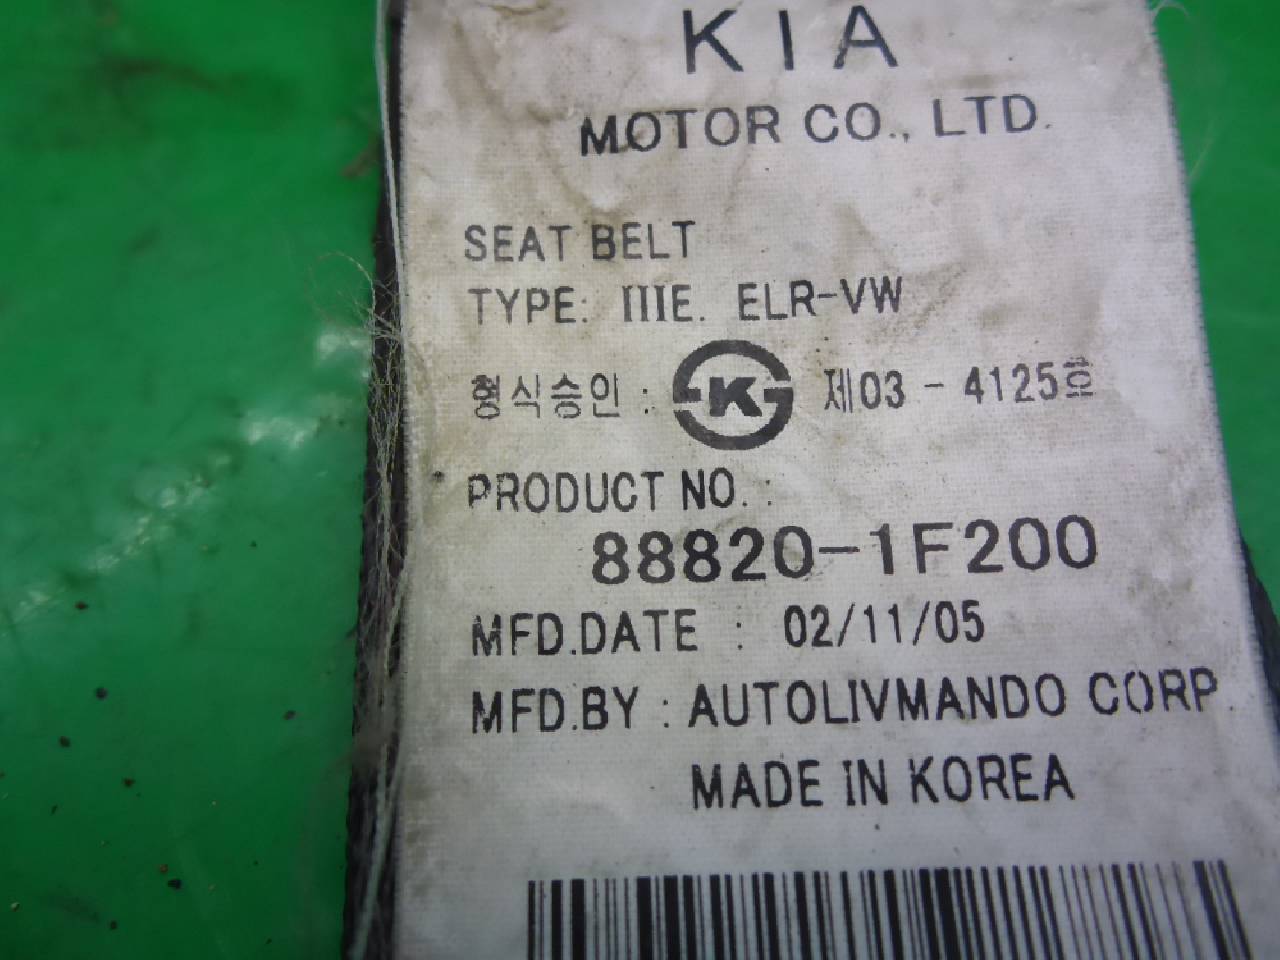 KIA
MOTOR CO., LTD.
SEAT BELT
TYPE: IIIE. ELR-VW
형식승인 : K 제03 - 4125호
PRODUCT NO. :
88820-1F200
MFD.DATE : 02/11/05
MFD.BY : AUTOLIVMANDO CORP.
MADE IN KOREA